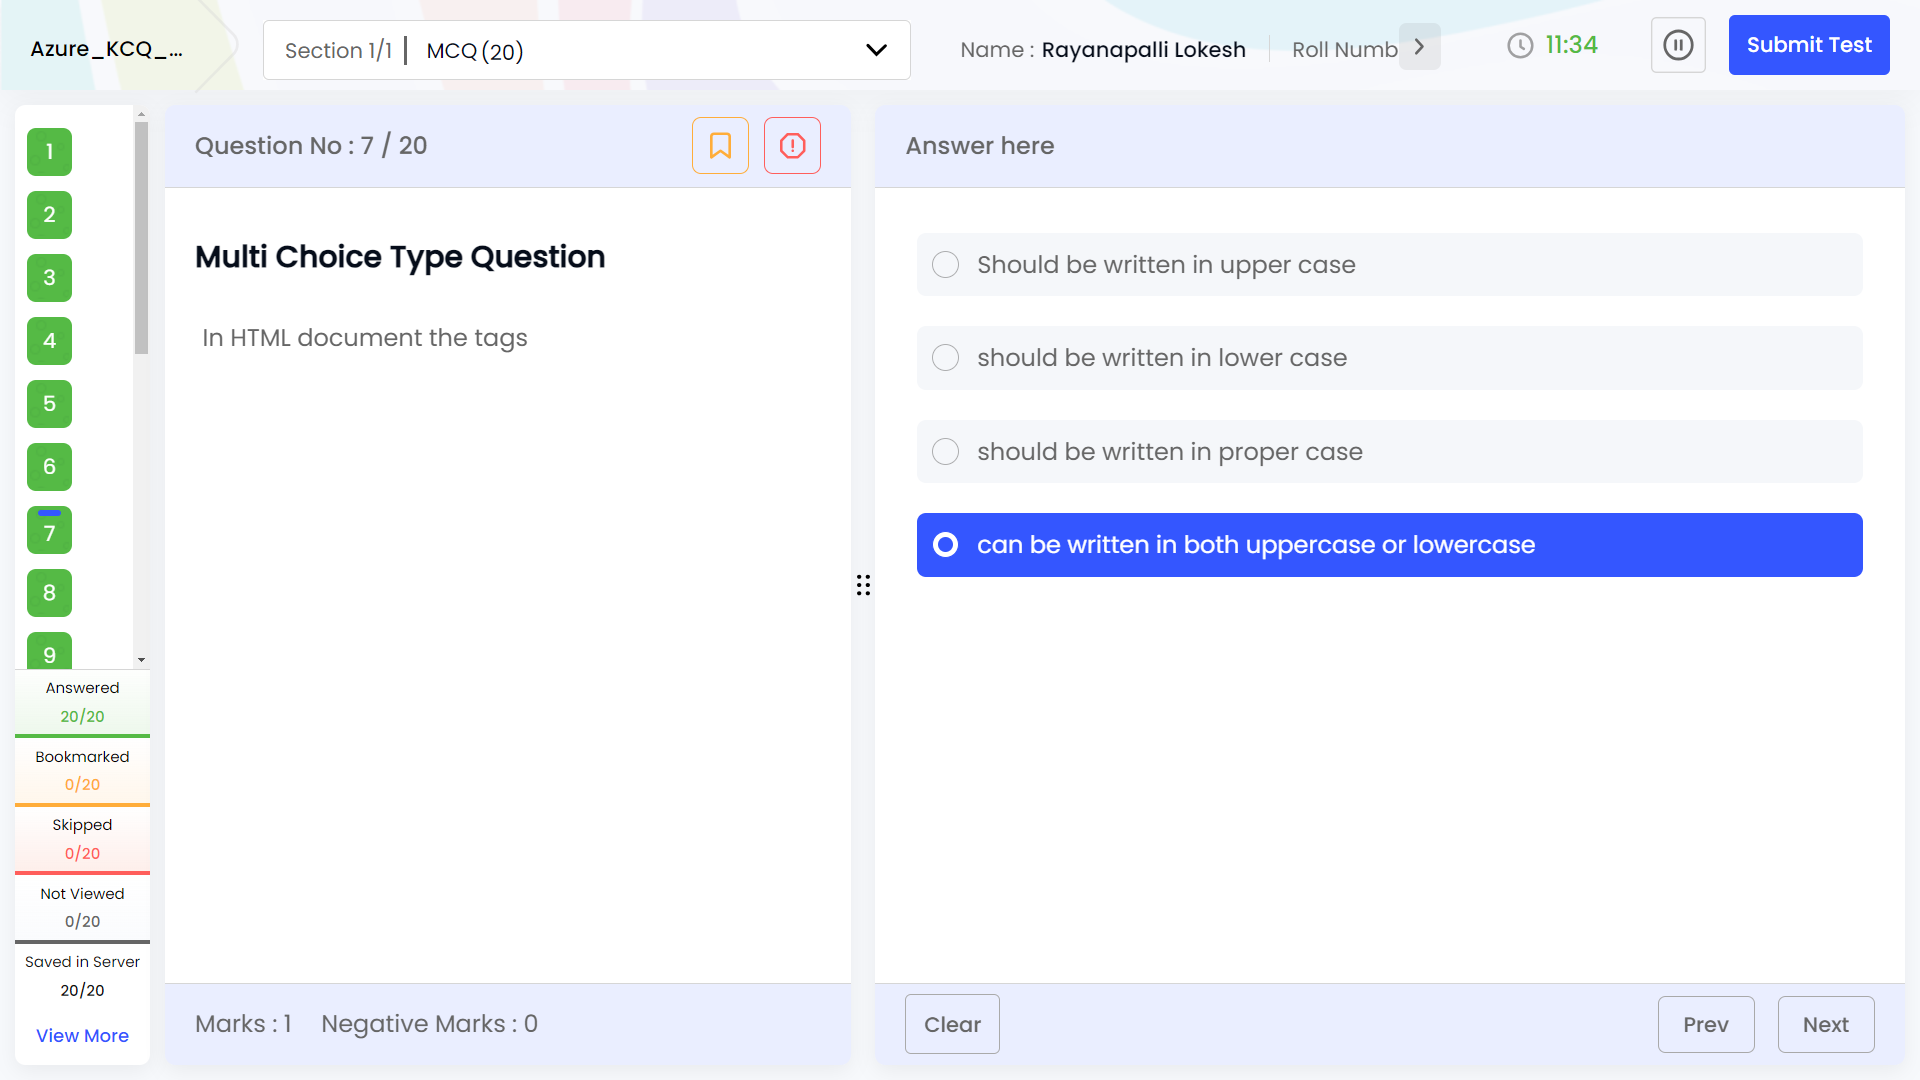 Azure_KCQ_...
Section 1/1 | MCQ (20)
Name : Rayanapalli Lokesh
Roll Numb
11:34
Submit Test
1
2
3
4
5
6
7
8
9
Answered
20/20
Bookmarked
0/20
Skipped
0/20
Not Viewed
0/20
Saved in Server
20/20
View More
Question No : 7 / 20
Multi Choice Type Question
In HTML document the tags
Marks : 1 Negative Marks : 0
Answer here
Should be written in upper case
should be written in lower case
should be written in proper case
can be written in both uppercase or lowercase
Clear
Prev
Next